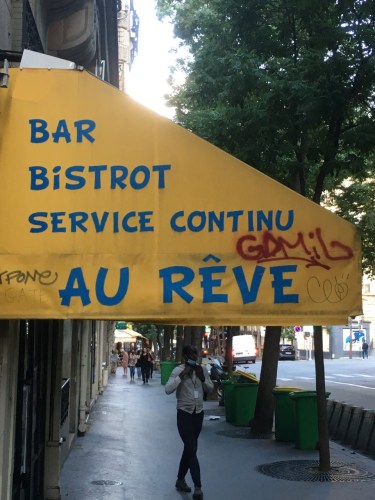 BAR
BiSTROT
SERVICE CONTINU
AU RÊVE